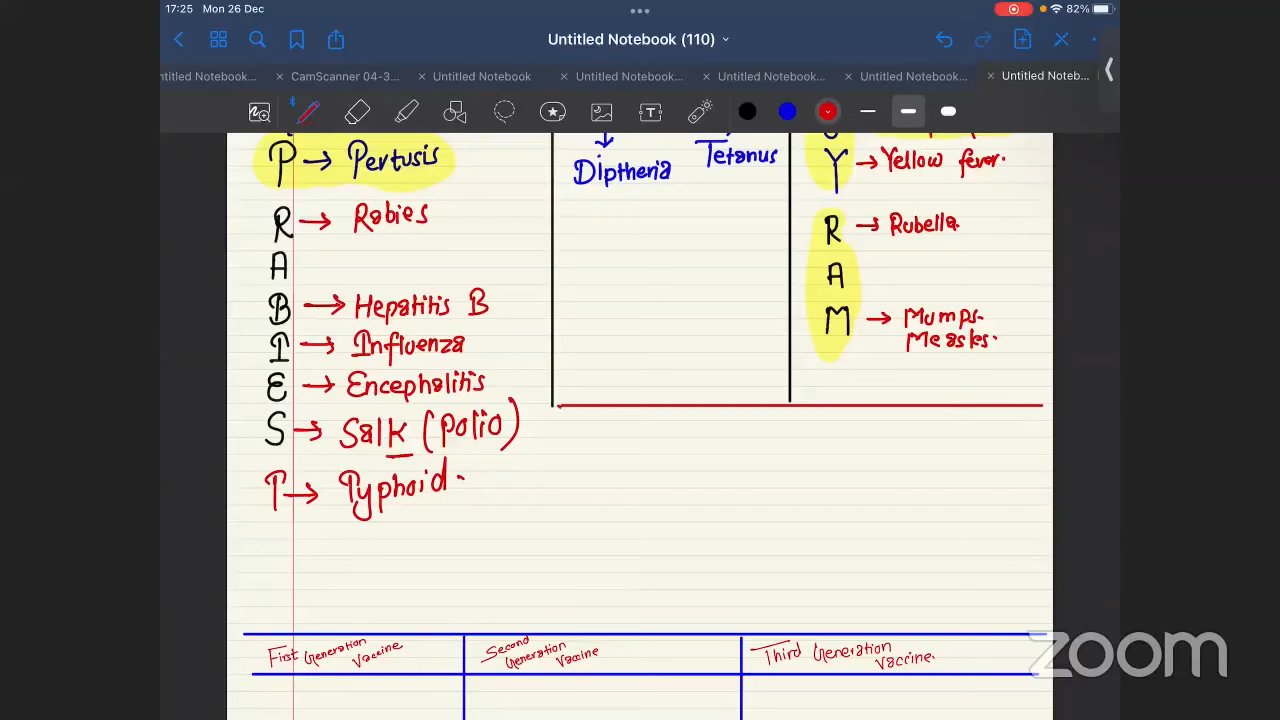 17:25 Mon 26 Dec
82%
Untitled Notebook (110)
ntitled Notebook...
CamScanner 04-3...
Untitled Notebook
Untitled Notebook...
Untitled Notebook...
Untitled Notebook...
Untitled Noteb...
P → Pertusis
R → Rabies
A
B → Hepatitis B
I → Influenza
E → Encephalitis
S → Salk (Polio)
T → Typhoid.
Diptheria
Tetanus
Y → Yellow fever.
R → Rubella.
A
M → Mumps.
Measles.
First Generation Vaccine
Second Generation Vaccine
Third Generation Vaccine.
zoom